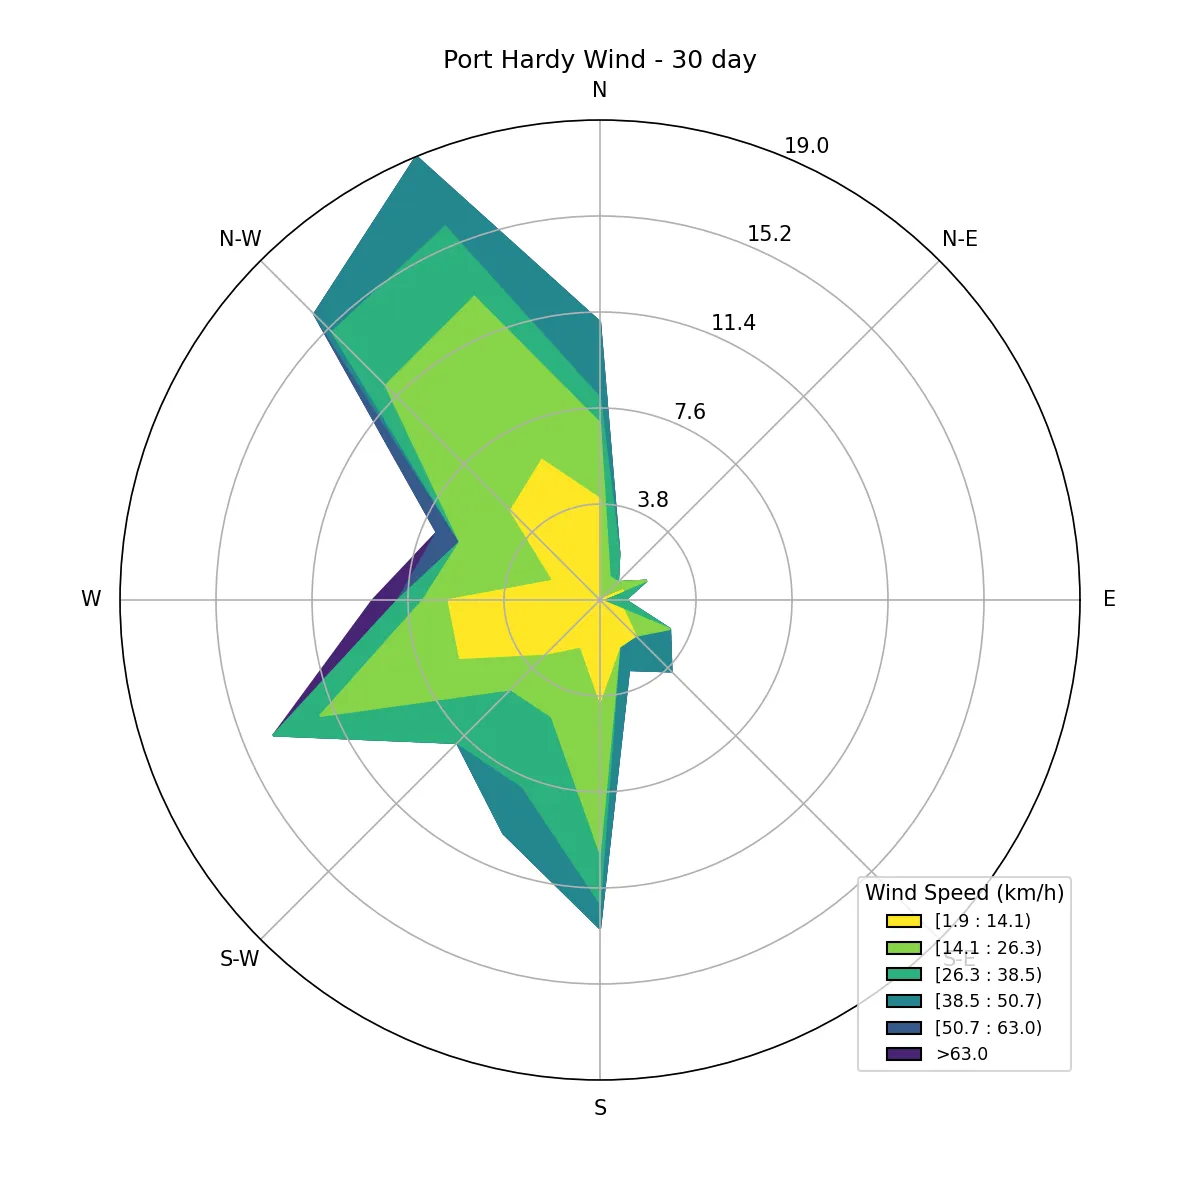 Port Hardy Wind - 30 day
N
19.0
15.2
N-W
N-E
11.4
7.6
3.8
W
E
Wind Speed (km/h)
[1.9 : 14.1)
[14.1 : 26.3)
S-W
S-E
[26.3 : 38.5)
[38.5 : 50.7)
[50.7 : 63.0)
>63.0
S